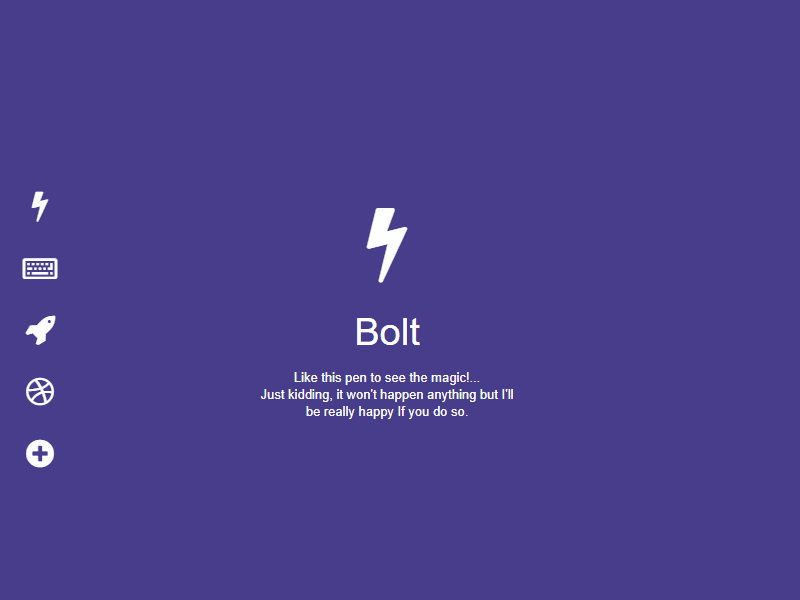 Bolt
Like this pen to see the magic!...
Just kidding, it won't happen anything but I'll
be really happy If you do so.